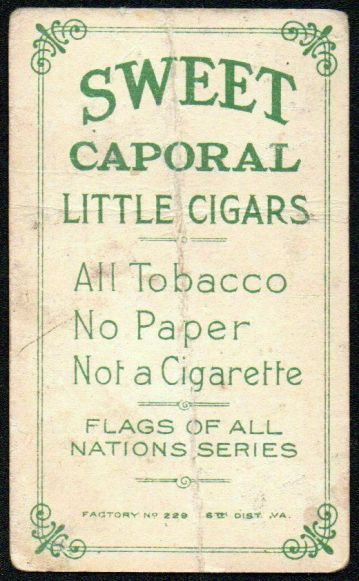 SWEET
CAPORAL
LITTLE CIGARS
All Tobacco
No Paper
Not a Cigarette
FLAGS OF ALL
NATIONS SERIES
FACTORY Nº 229 5TH DIST. VA.